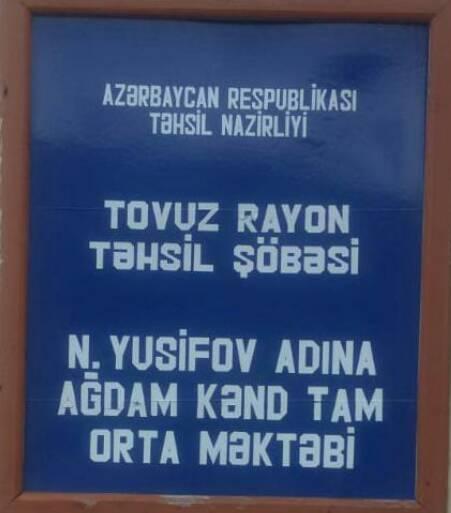 AZƏRBAYCAN RESPUBLİKASI
TƏHSİL NAZİRLİYİ
TOVUZ RAYON
TƏHSİL ŞÖBƏSİ
N. YUSİFOV ADINA
AĞDAM KƏND TAM
ORTA MƏKTƏBİ